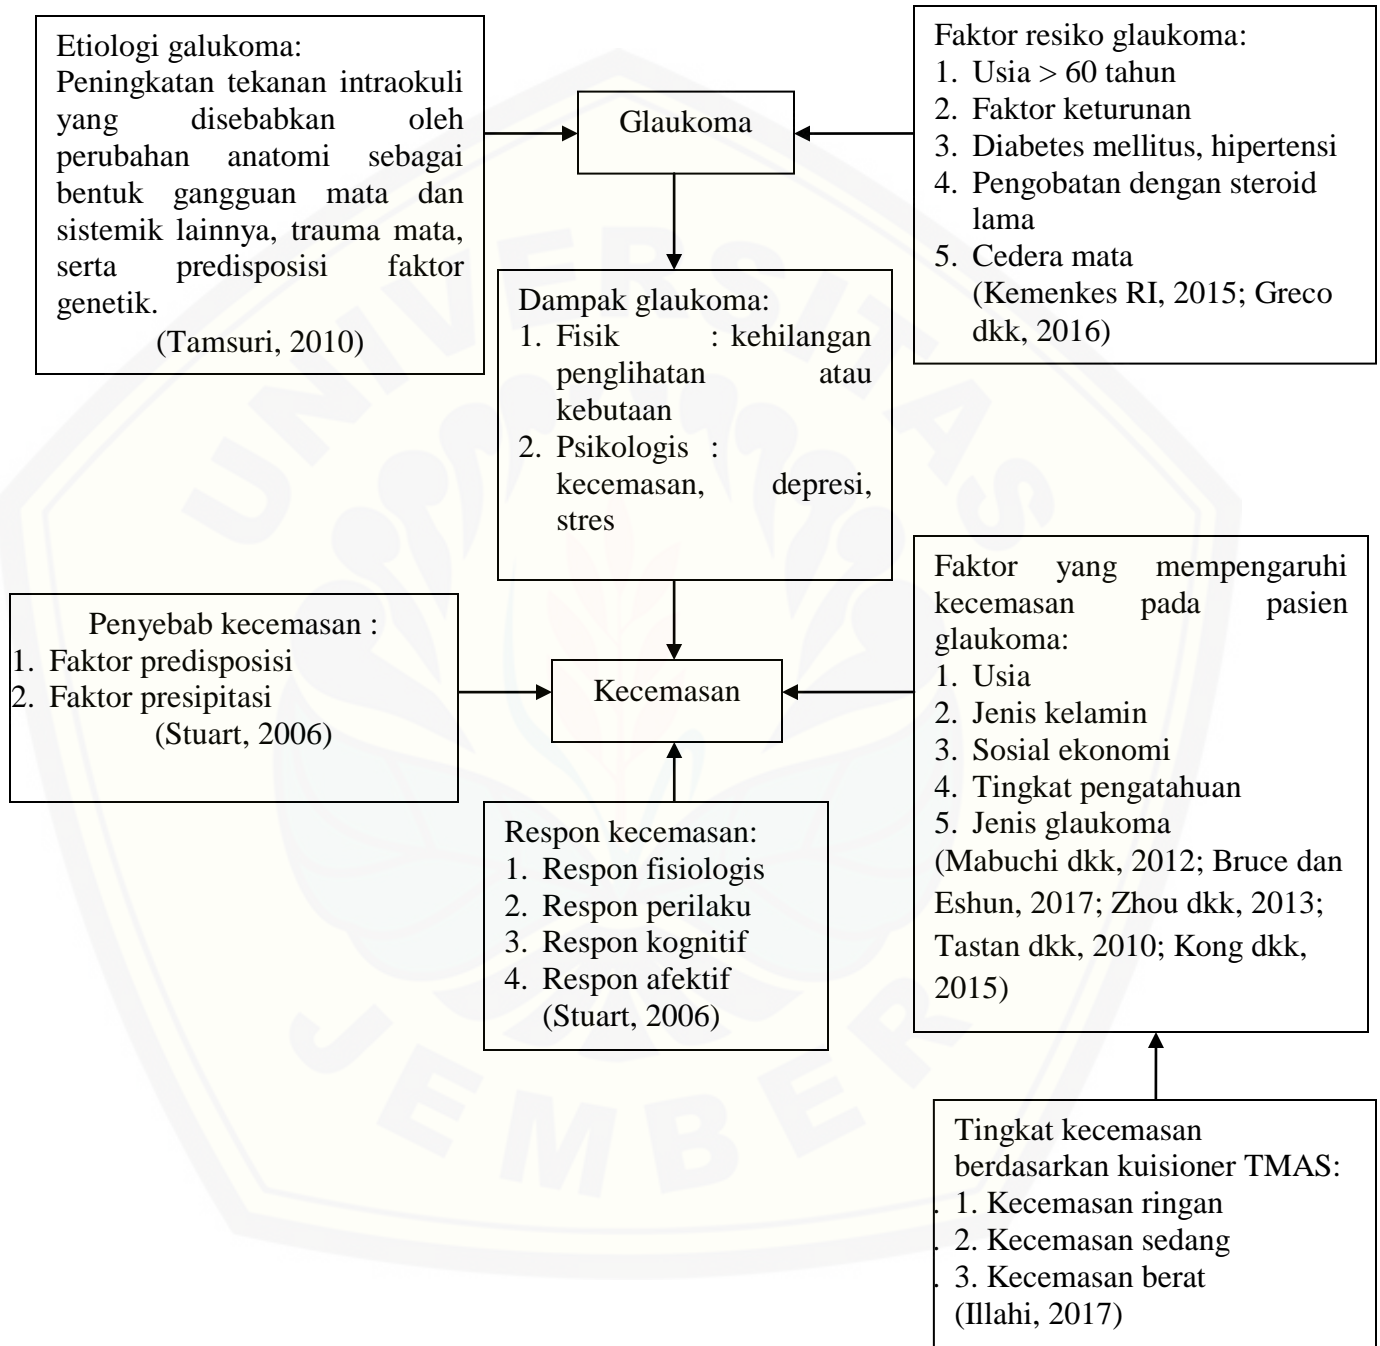 Etiologi galukoma:
Peningkatan tekanan intraokuli
yang disebabkan oleh
perubahan anatomi sebagai
bentuk gangguan mata dan
sistemik lainnya, trauma mata,
serta predisposisi faktor
genetik.
(Tamsuri, 2010)
Glaukoma
Faktor resiko glaukoma:
1. Usia > 60 tahun
2. Faktor keturunan
3. Diabetes mellitus, hipertensi
4. Pengobatan dengan steroid
lama
5. Cedera mata
(Kemenkes RI, 2015; Greco
dkk, 2016)
Dampak glaukoma:
1. Fisik : kehilangan
penglihatan atau
kebutaan
2. Psikologis :
kecemasan, depresi,
stres
Penyebab kecemasan :
1. Faktor predisposisi
2. Faktor presipitasi
(Stuart, 2006)
Kecemasan
Faktor yang mempengaruhi
kecemasan pada pasien
glaukoma:
1. Usia
2. Jenis kelamin
3. Sosial ekonomi
4. Tingkat pengatahuan
5. Jenis glaukoma
(Mabuchi dkk, 2012; Bruce dan
Eshun, 2017; Zhou dkk, 2013;
Tastan dkk, 2010; Kong dkk,
2015)
Respon kecemasan:
1. Respon fisiologis
2. Respon perilaku
3. Respon kognitif
4. Respon afektif
(Stuart, 2006)
Tingkat kecemasan
berdasarkan kuisioner TMAS:
. 1. Kecemasan ringan
. 2. Kecemasan sedang
. 3. Kecemasan berat
(Illahi, 2017)
UNIVERSITAS
JEMBER